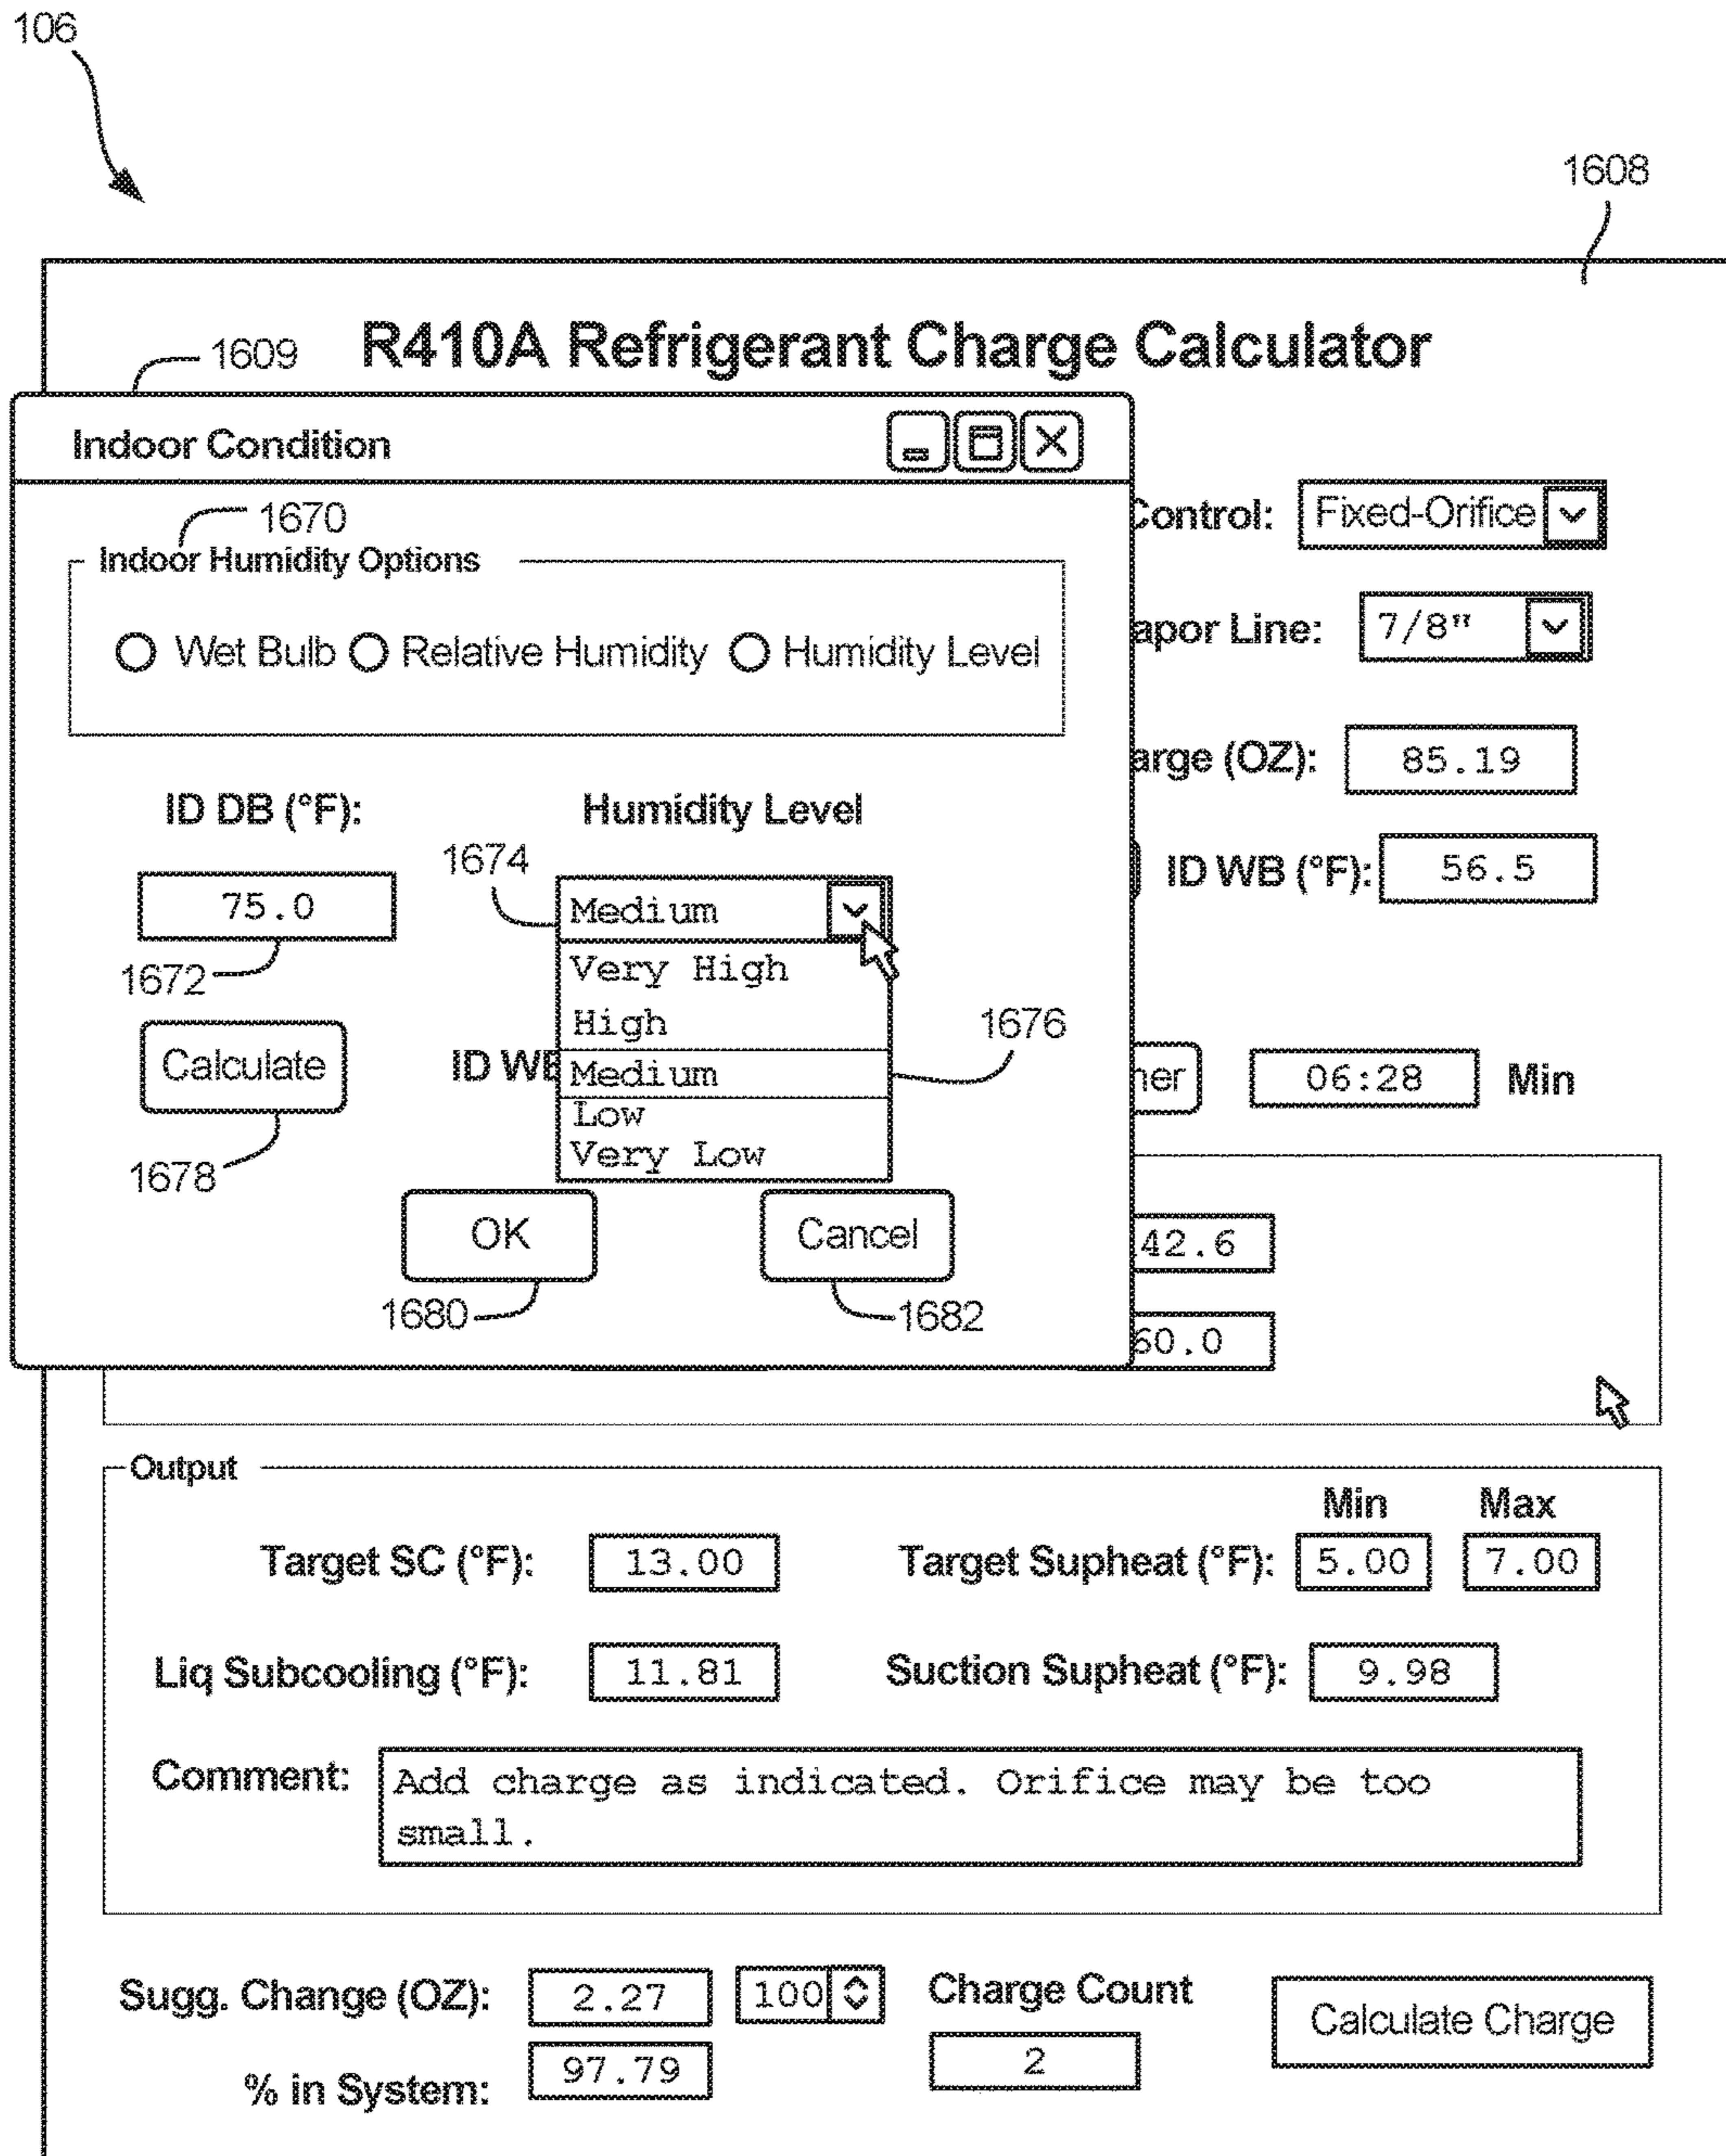 106
1608
R410A Refrigerant Charge Calculator
1609
Indoor Condition
1670
Indoor Humidity Options
Wet Bulb Relative Humidity Humidity Level
Control: Fixed-Orifice
apor Line: 7/8"
arge (OZ): 85.19
ID DB (°F): Humidity Level
1674
75.0 Medium
ID WB (°F): 56.5
1672
Very High
High
1676
Calculate ID WB Medium
ner 06:28 Min
Low
Very Low
1678
OK Cancel
42.6
1680 1682
60.0
Output
Min Max
Target SC (°F): 13.00 Target Supheat (°F): 5.00 7.00
Liq Subcooling (°F): 11.81 Suction Supheat (°F): 9.98
Comment: Add charge as indicated. Orifice may be too
small.
Sugg. Change (OZ): 2.27 100 Charge Count Calculate Charge
% in System: 97.79 2